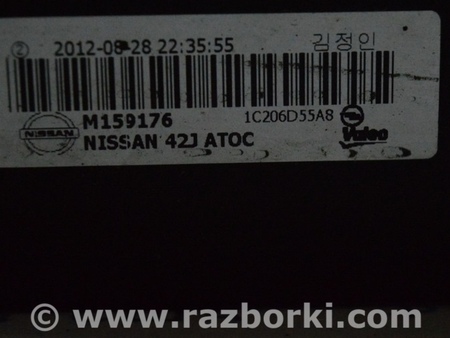 2 2012-08-28 22:35:55 김정인
M159176 1C206D55A8
NISSAN NISSAN 42J ATOC Valeo
© www.razborki.com